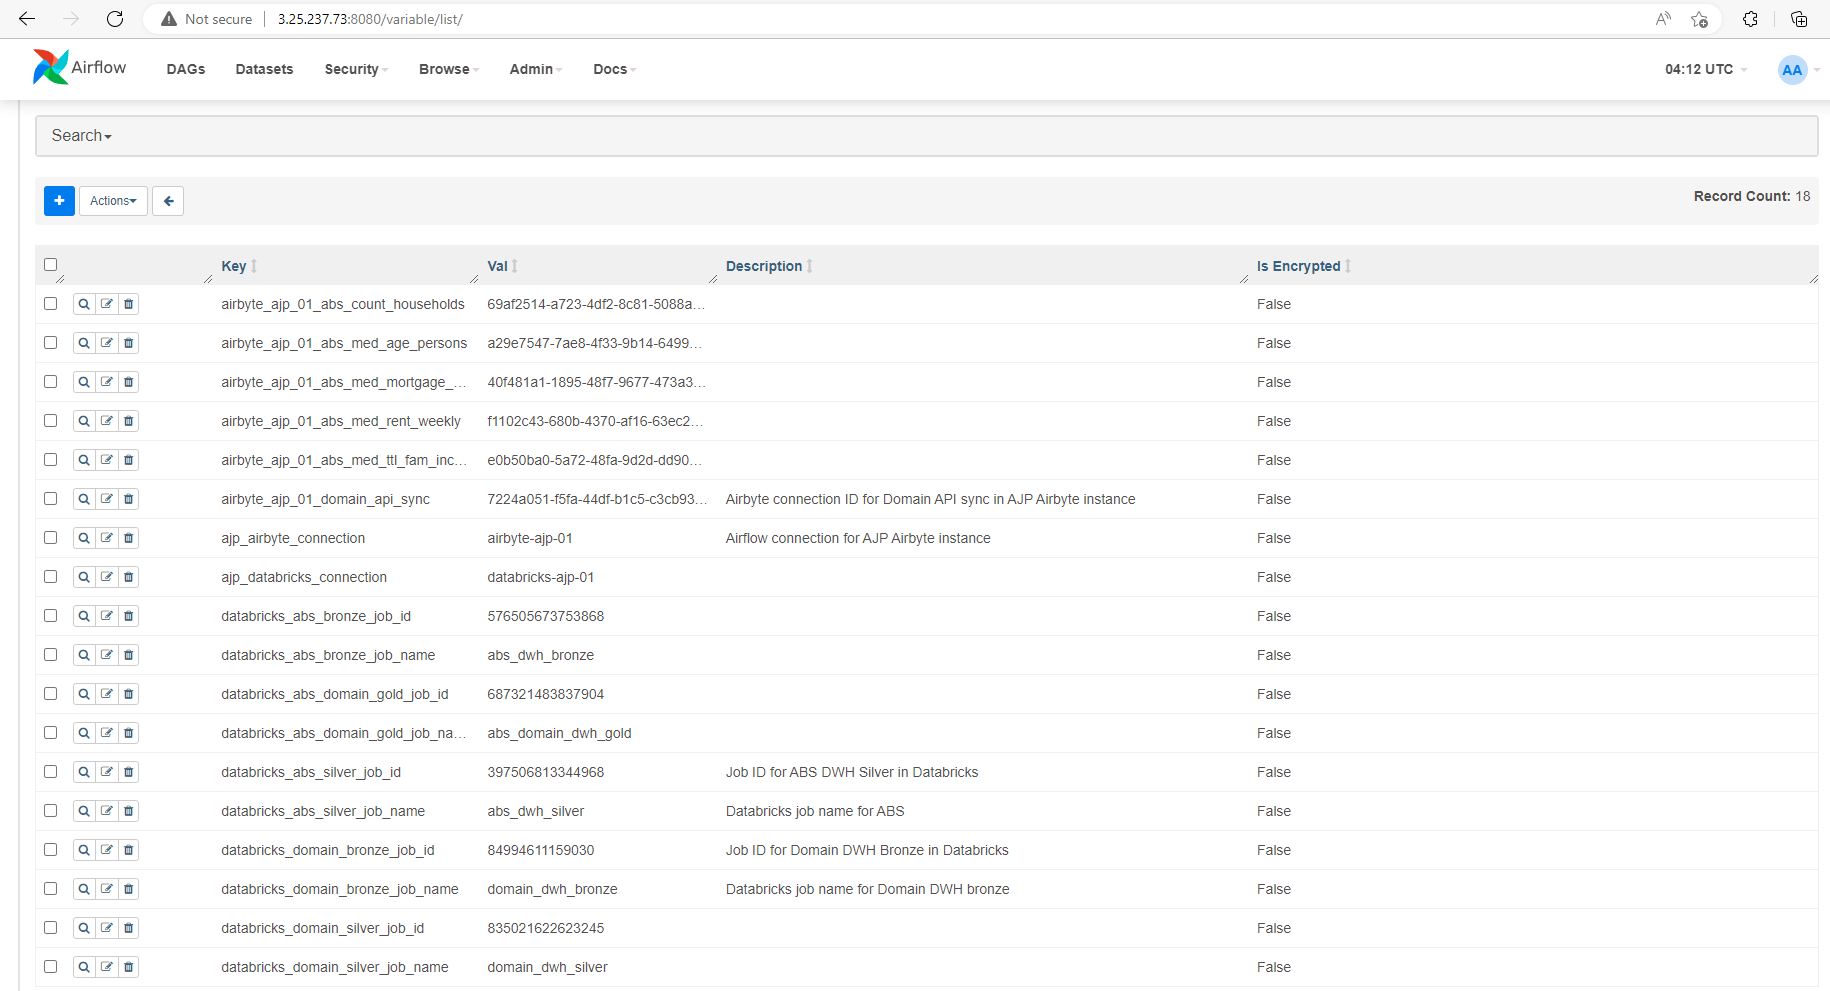 Not secure 3.25.237.73:8080/variable/list/
Airflow DAGs Datasets Security Browse Admin Docs 04:12 UTC AA
Search
+ Actions Record Count: 18
Key Val Description Is Encrypted
airbyte_ajp_01_abs_count_households 69af2514-a723-4df2-8c81-5088a... False
airbyte_ajp_01_abs_med_age_persons a29e7547-7ae8-4f33-9b14-6499... False
airbyte_ajp_01_abs_med_mortgage_... 40f481a1-1895-48f7-9677-473a3... False
airbyte_ajp_01_abs_med_rent_weekly f1102c43-680b-4370-af16-63ec2... False
airbyte_ajp_01_abs_med_ttl_fam_inc... e0b50ba0-5a72-48fa-9d2d-dd90... False
airbyte_ajp_01_domain_api_sync 7224a051-f5fa-44df-b1c5-c3cb93... Airbyte connection ID for Domain API sync in AJP Airbyte instance False
ajp_airbyte_connection airbyte-ajp-01 Airflow connection for AJP Airbyte instance False
ajp_databricks_connection databricks-ajp-01 False
databricks_abs_bronze_job_id 576505673753868 False
databricks_abs_bronze_job_name abs_dwh_bronze False
databricks_abs_domain_gold_job_id 687321483837904 False
databricks_abs_domain_gold_job_na... abs_domain_dwh_gold False
databricks_abs_silver_job_id 397506813344968 Job ID for ABS DWH Silver in Databricks False
databricks_abs_silver_job_name abs_dwh_silver Databricks job name for ABS False
databricks_domain_bronze_job_id 84994611159030 Job ID for Domain DWH Bronze in Databricks False
databricks_domain_bronze_job_name domain_dwh_bronze Databricks job name for Domain DWH bronze False
databricks_domain_silver_job_id 835021622623245 False
databricks_domain_silver_job_name domain_dwh_silver False